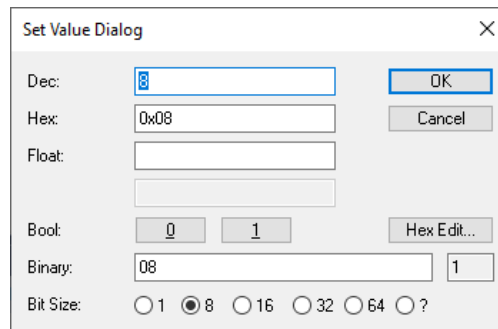 Set Value Dialog
Dec: 8 OK
Hex: 0x08 Cancel
Float:
Bool: 0 1 Hex Edit...
Binary: 08 1
Bit Size: 1 8 16 32 64 ?